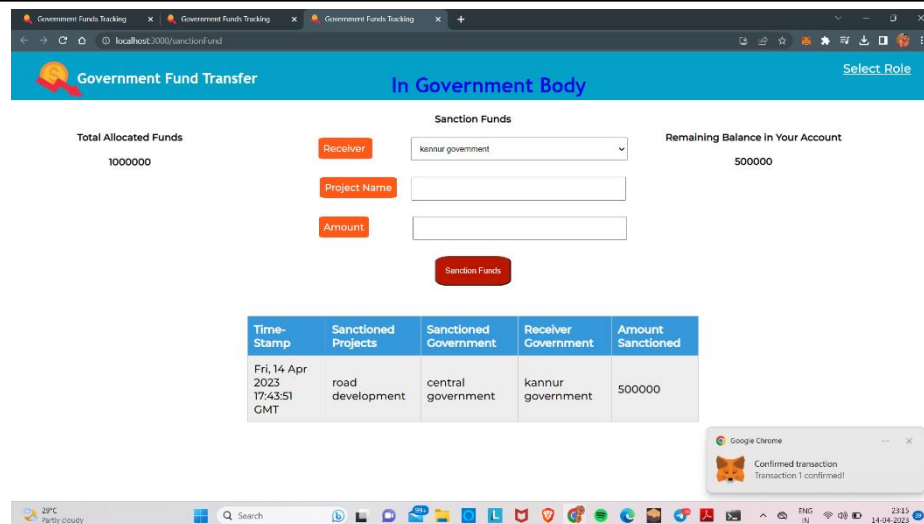 Government Funds Tracking
Government Funds Tracking
Government Funds Tracking
localhost:3000/sanctionFund
Government Fund Transfer
In Government Body
Select Role
Sanction Funds
Total Allocated Funds
1000000
Receiver
kannur government
Remaining Balance in Your Account
500000
Project Name
Amount
Sanction Funds
Time-Stamp Sanctioned Projects Sanctioned Government Receiver Government Amount Sanctioned
Fri, 14 Apr 2023 17:43:51 GMT road development central government kannur government 500000
Google Chrome
Confirmed transaction
Transaction 1 confirmed!
29°C
Partly cloudy
Search
99+
ENG
IN
23:15
14-04-2023